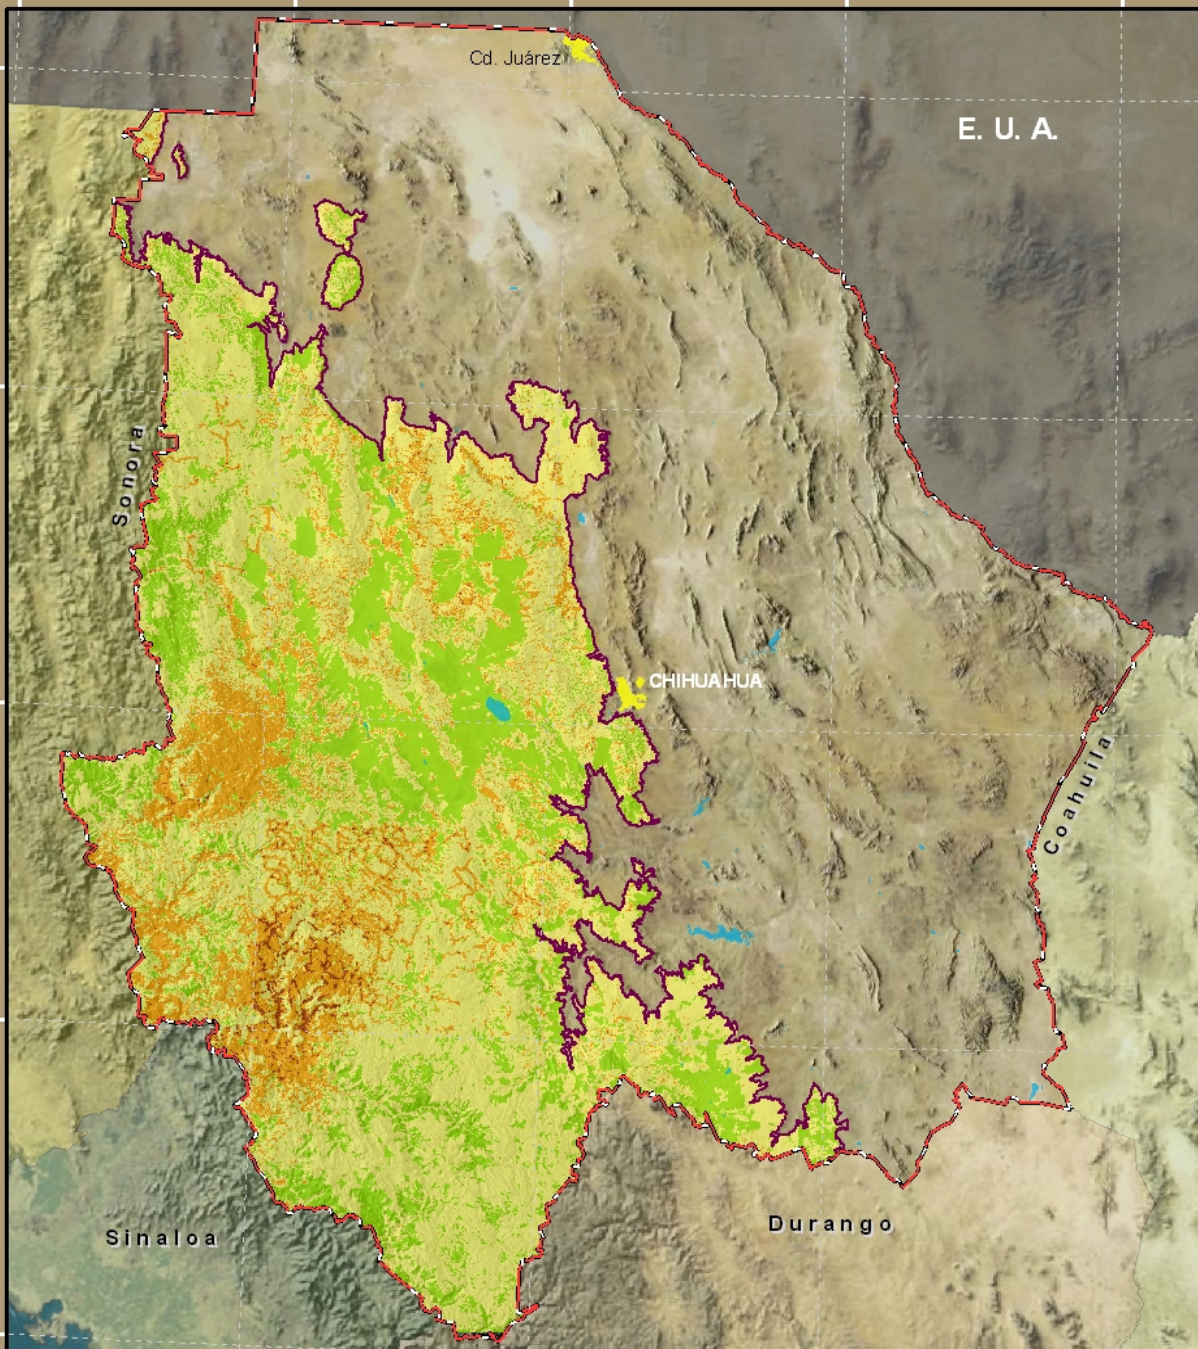 Cd. Juárez
E. U. A.
Sonora
CHIHUAHUA
Coahuila
Sinaloa
Durango